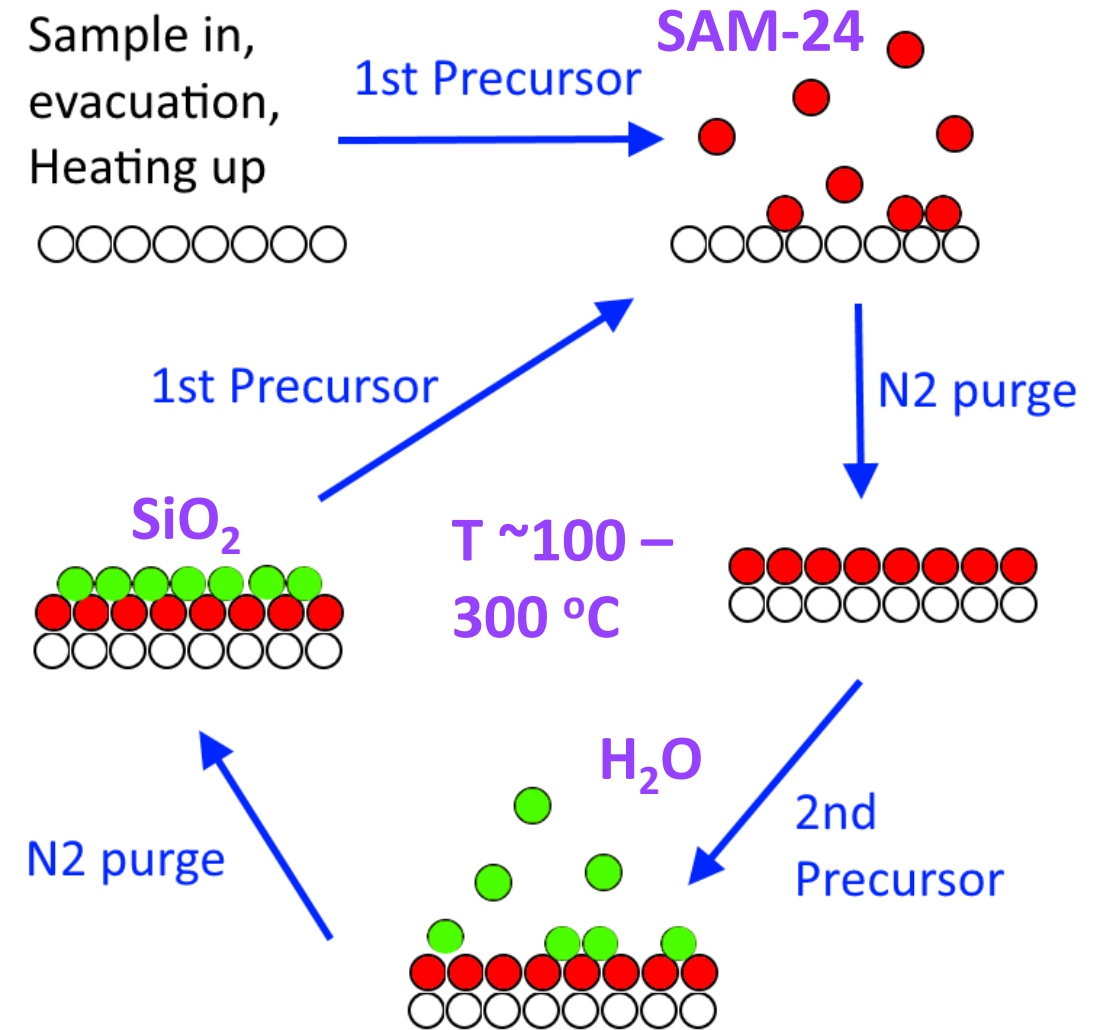 Sample in,
evacuation,
Heating up
1st Precursor
SAM-24
N2 purge
1st Precursor
SiO₂
T ~100 –
300 ºC
H₂O
2nd
Precursor
N2 purge